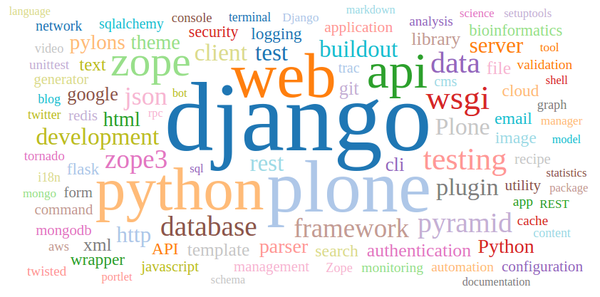 language console terminal Django markdown analysis science setuptools
network sqlalchemy security logging application library bioinformatics
video pylons theme client test buildout server tool
unittest text zope web trac api data file validation
generator git cms shell
blog google json bot django wsgi cloud graph
twitter redis html rpc Plone email manager
development image model
tornado zope3 sql rest cli testing recipe
i18n flask python plone plugin utility statistics
mongo form package
command database framework pyramid app REST
mongodb http cache
aws xml API template parser search authentication Python content
wrapper javascript management Zope monitoring automation configuration
twisted portlet schema documentation